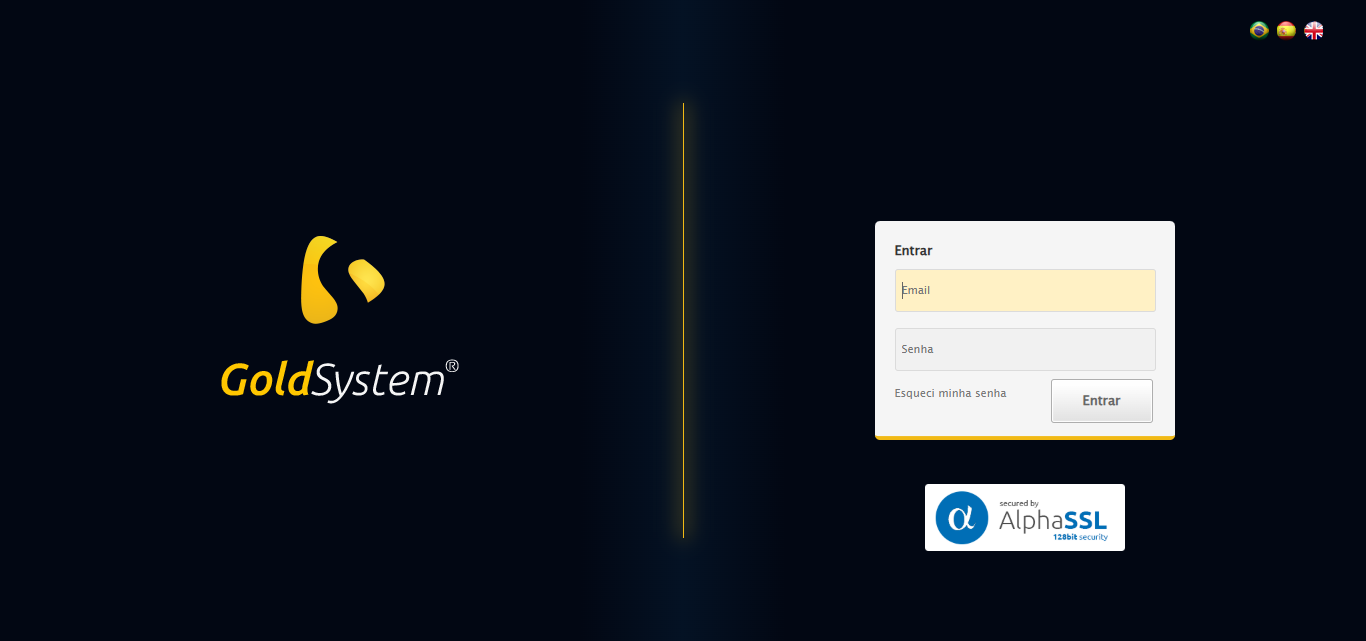 GoldSystem®
Entrar
Email
Senha
Esqueci minha senha
Entrar
secured by
α AlphaSSL
128bit security